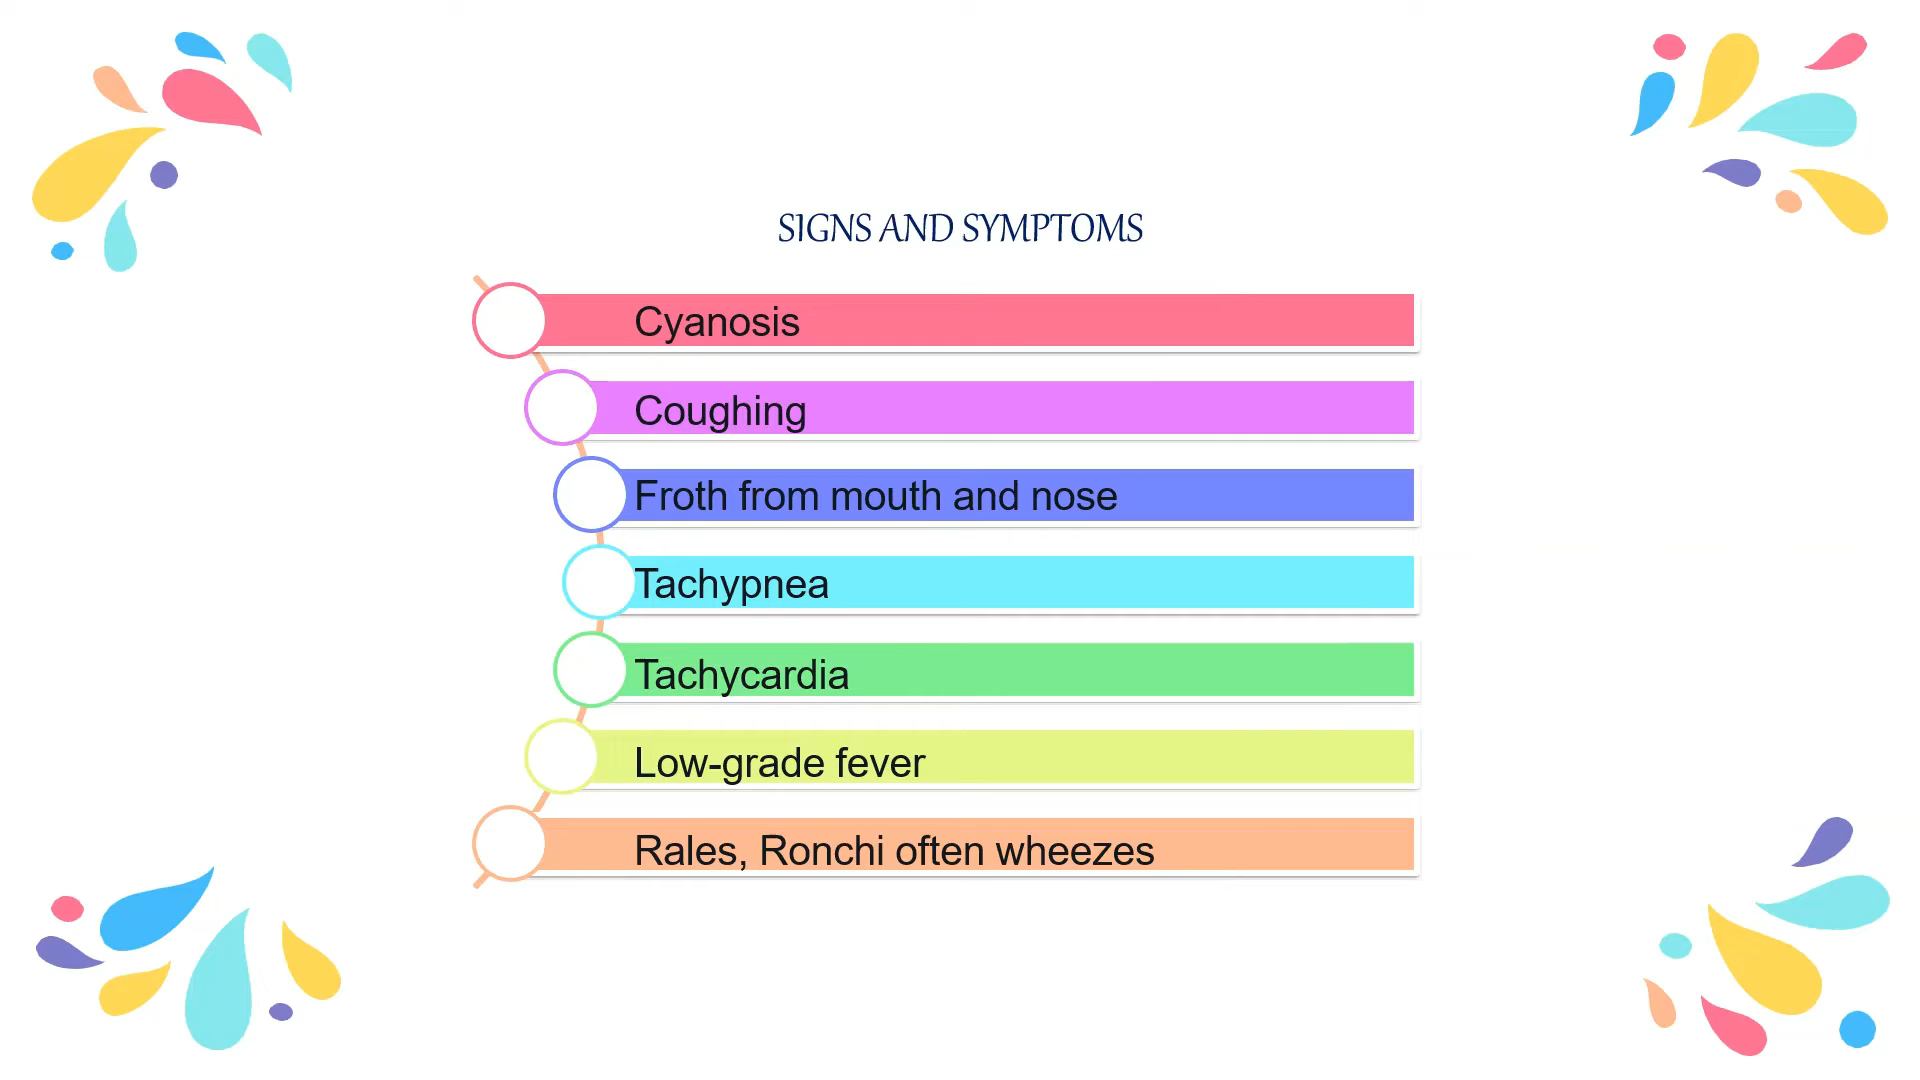 SIGNS AND SYMPTOMS
Cyanosis
Coughing
Froth from mouth and nose
Tachypnea
Tachycardia
Low-grade fever
Rales, Ronchi often wheezes